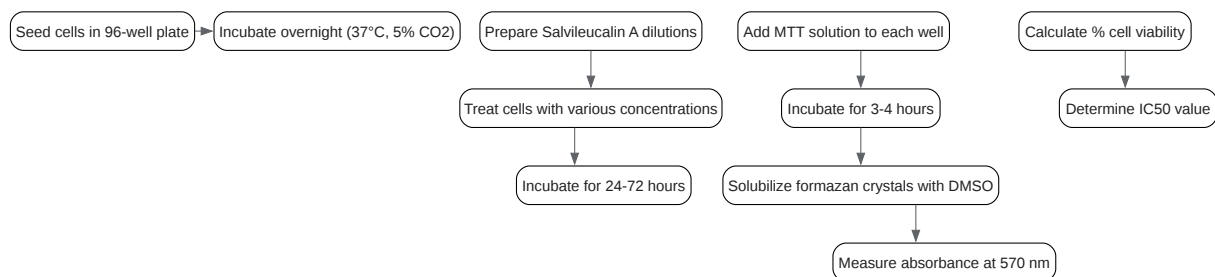 Seed cells in 96-well plate
Incubate overnight (37°C, 5% CO2)
Prepare Salvileucalin A dilutions
Treat cells with various concentrations
Incubate for 24-72 hours
Add MTT solution to each well
Incubate for 3-4 hours
Solubilize formazan crystals with DMSO
Measure absorbance at 570 nm
Calculate % cell viability
Determine IC50 value